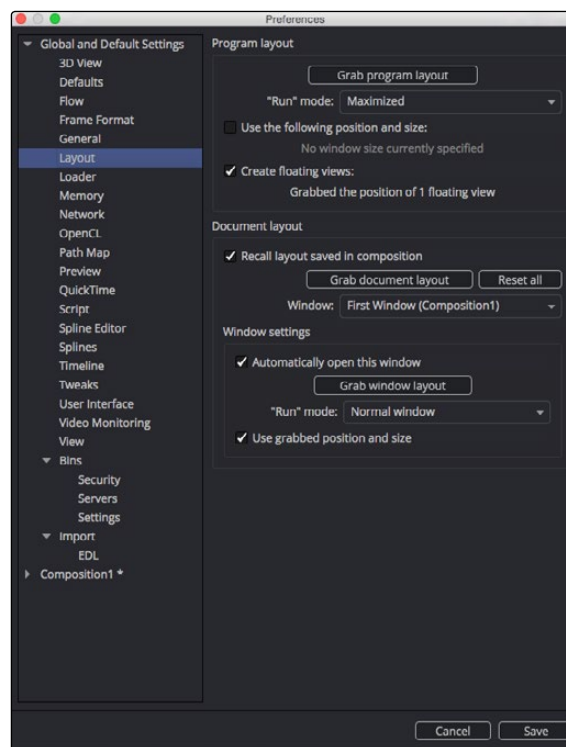 Preferences
Global and Default Settings
3D View
Defaults
Flow
Frame Format
General
Layout
Loader
Memory
Network
OpenCL
Path Map
Preview
QuickTime
Script
Spline Editor
Splines
Timeline
Tweaks
User Interface
Video Monitoring
View
Bins
Security
Servers
Settings
Import
EDL
Composition1 *
Program layout
Grab program layout
"Run" mode: Maximized
Use the following position and size:
No window size currently specified
Create floating views:
Grabbed the position of 1 floating view
Document layout
Recall layout saved in composition
Grab document layout Reset all
Window: First Window (Composition1)
Window settings
Automatically open this window
Grab window layout
"Run" mode: Normal window
Use grabbed position and size
Cancel Save